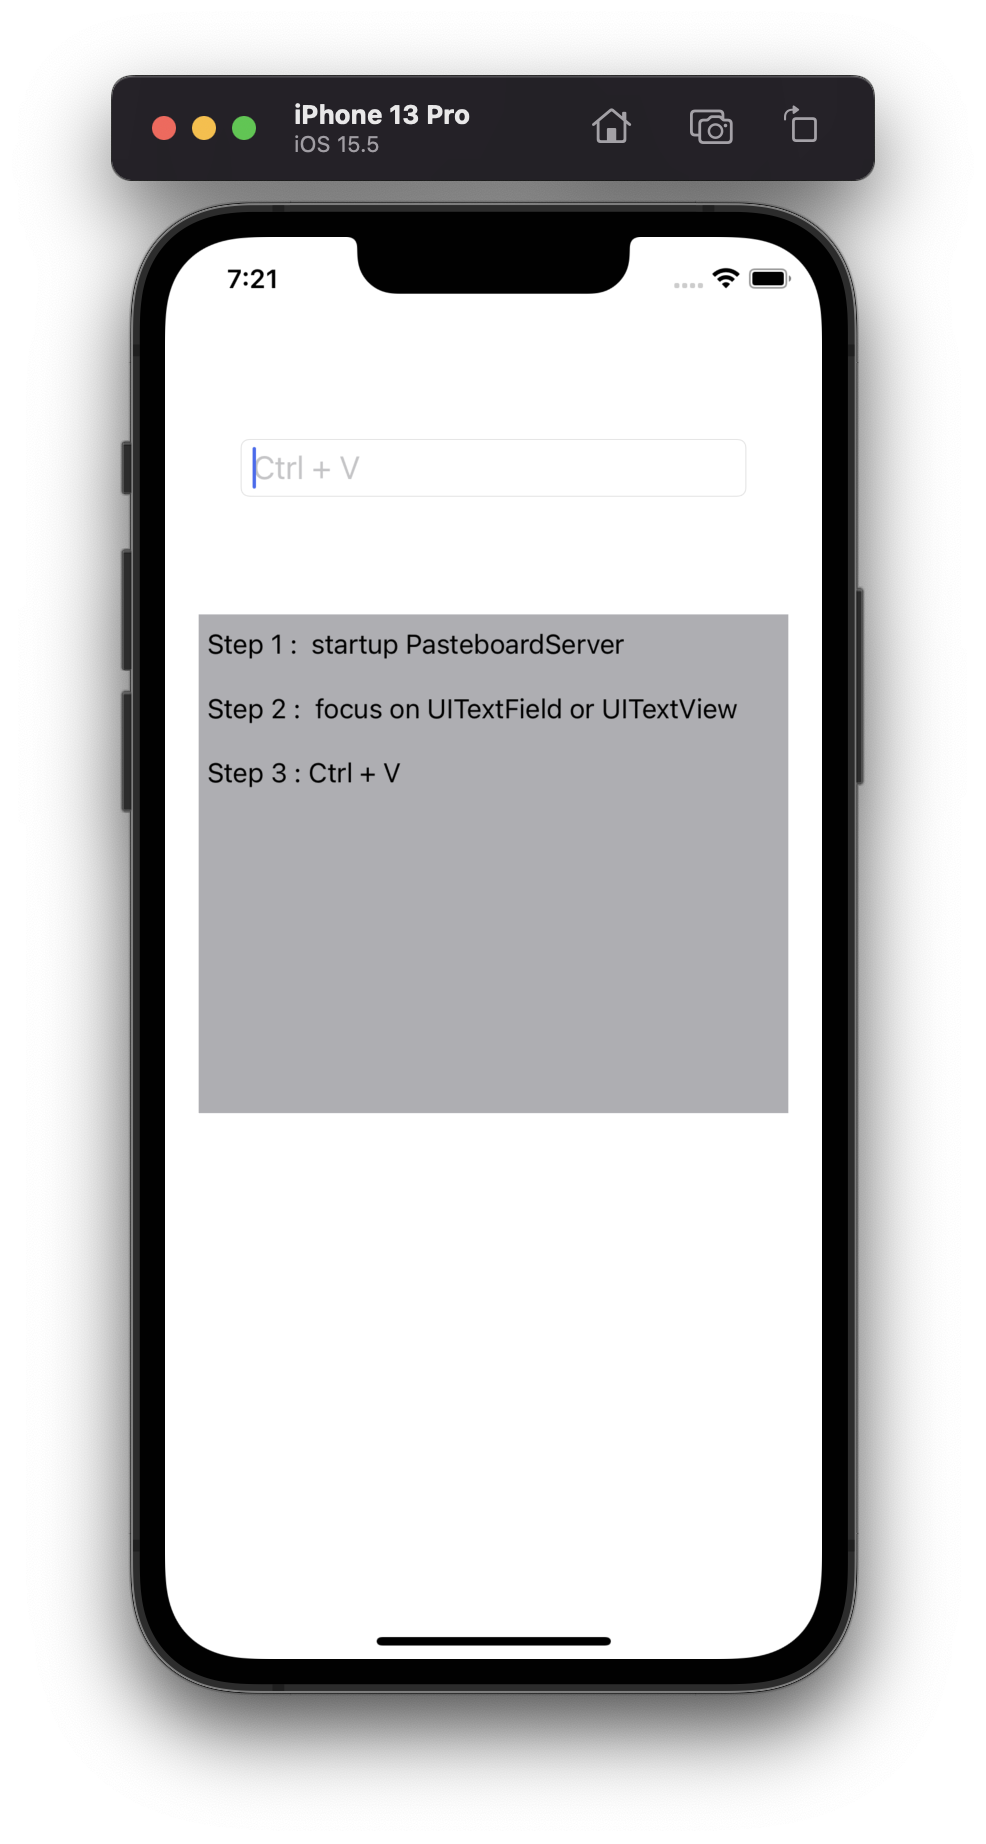 iPhone 13 Pro
iOS 15.5
7:21
Ctrl + V
Step 1 :  startup PasteboardServer
Step 2 :  focus on UITextField or UITextView
Step 3 : Ctrl + V